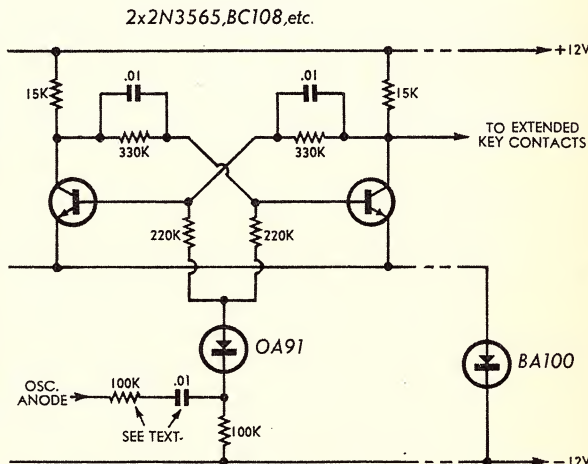 2x2N3565,BC108,etc.
+12V
.01
.01
15K
15K
330K
330K
TO EXTENDED
KEY CONTACTS
220K
220K
OA91
BA100
OSC.
ANODE
100K
.01
SEE TEXT
100K
-12V